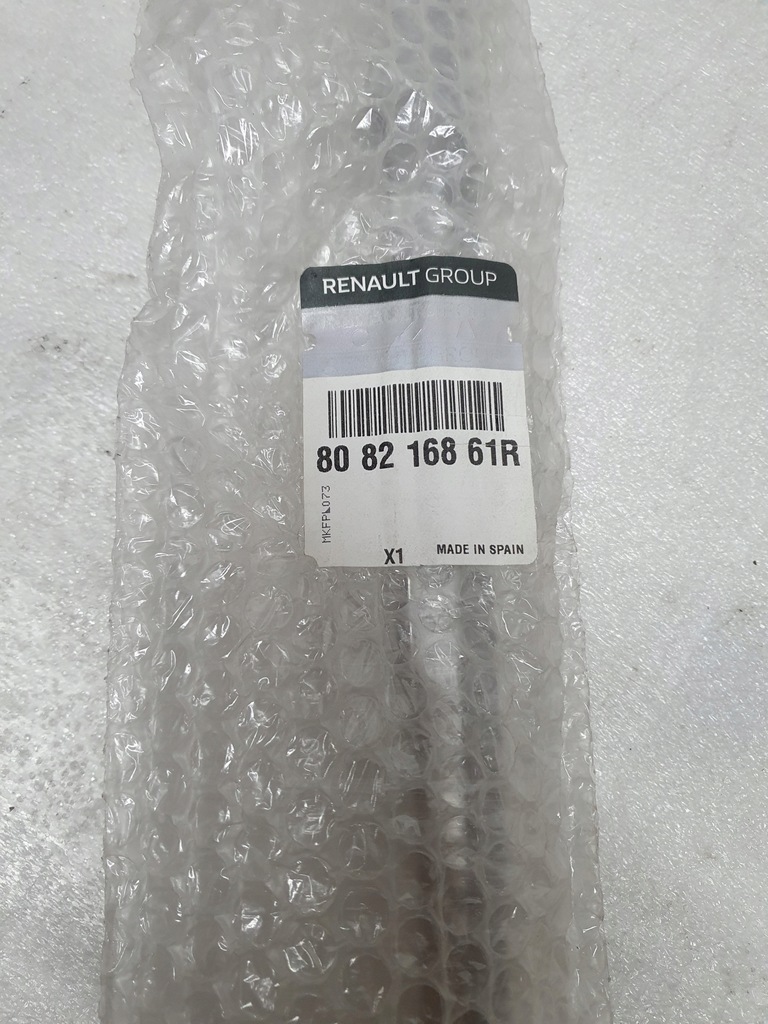 RENAULT GROUP
80 82 168 61R
MKFPL073
X1
MADE IN SPAIN